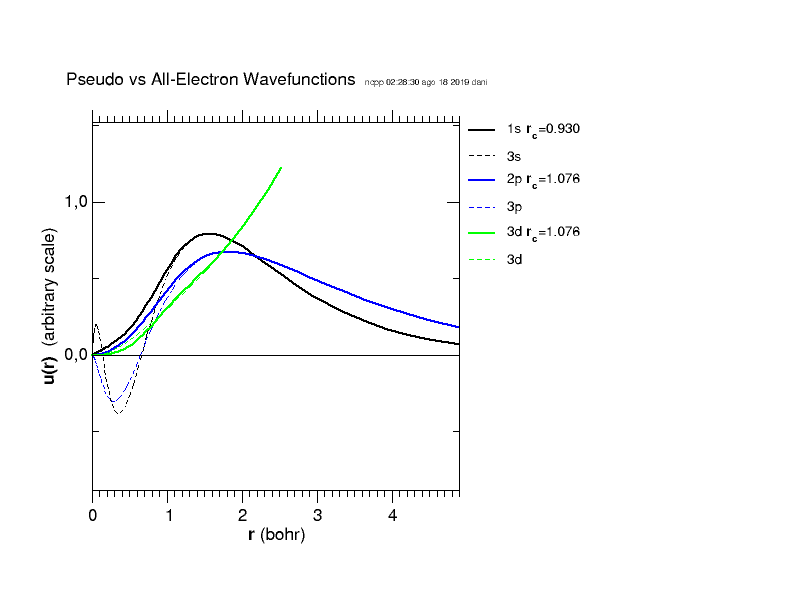 Pseudo vs All-Electron Wavefunctions ncpp 02:28:30 ago 18 2019 dani
1s rc=0.930
3s
2p rc=1.076
3p
3d rc=1.076
3d
1,0
0,0
u(r) (arbitrary scale)
0 1 2 3 4
r (bohr)